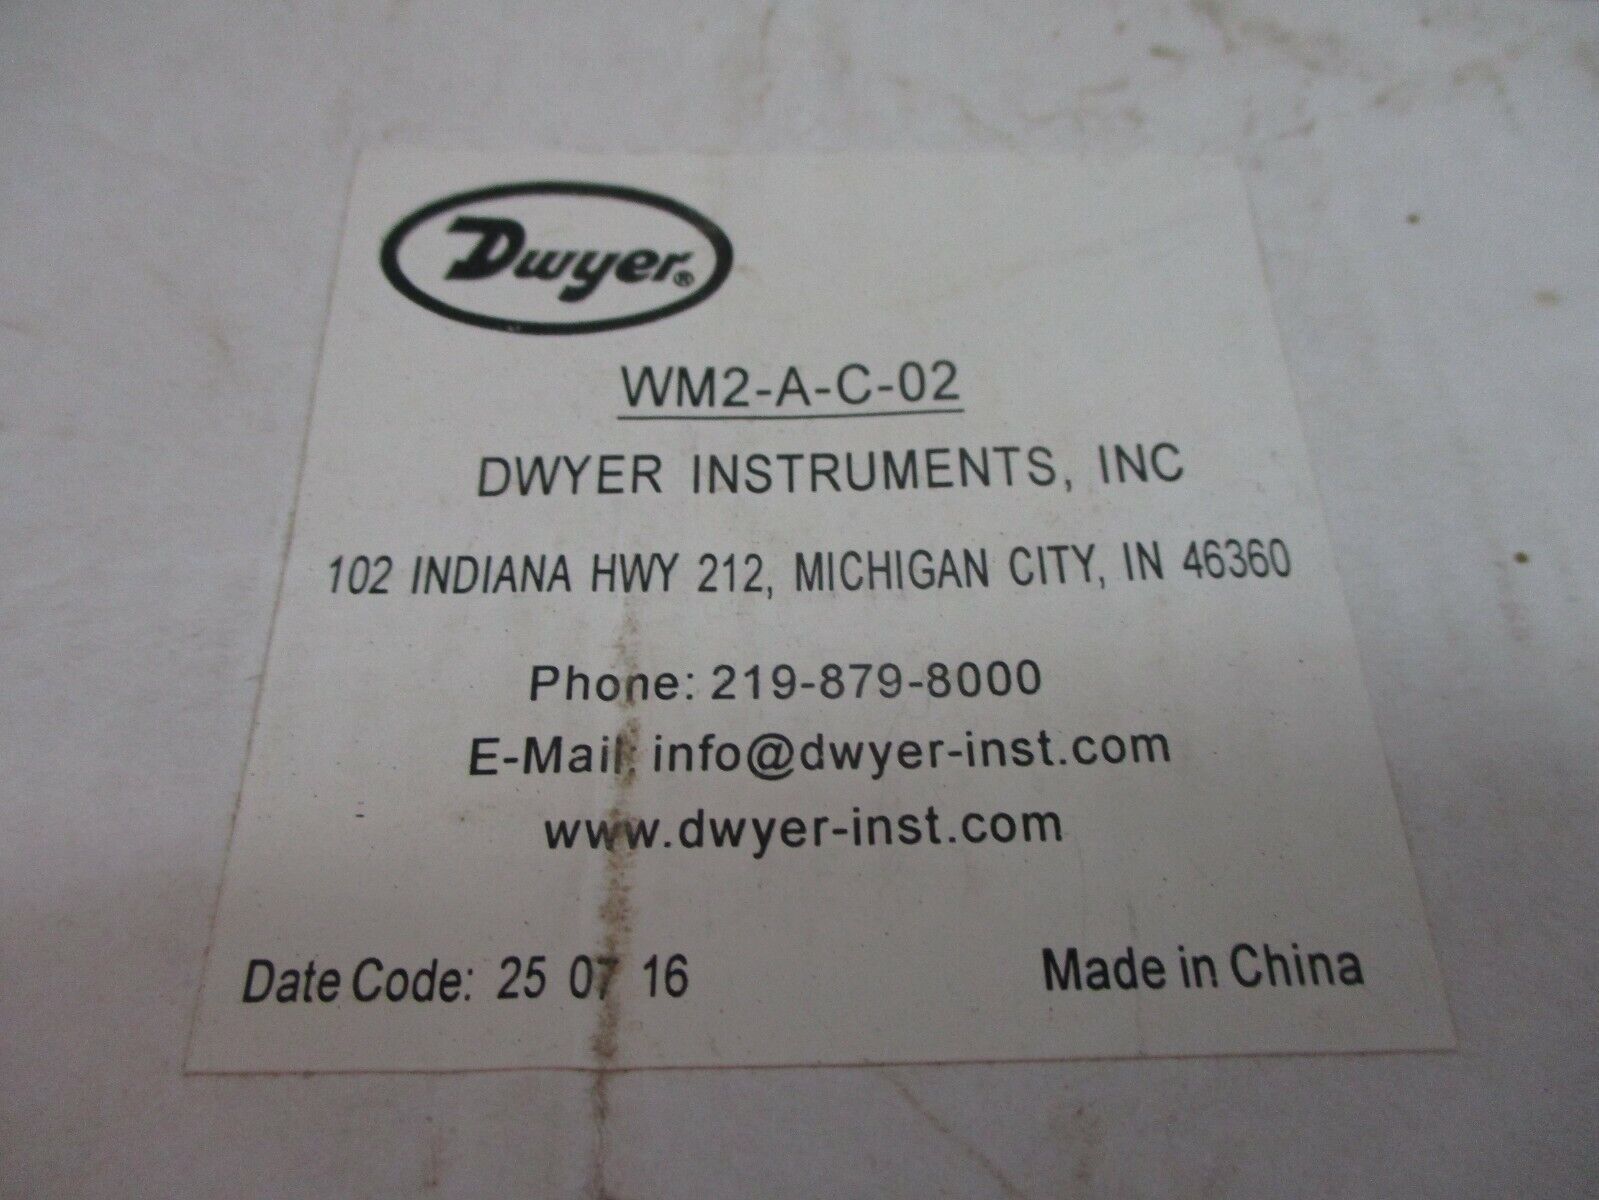 Dwyer®
WM2-A-C-02
DWYER INSTRUMENTS, INC
102 INDIANA HWY 212, MICHIGAN CITY, IN 46360
Phone: 219-879-8000
E-Mail: info@dwyer-inst.com
www.dwyer-inst.com
Date Code: 25 07 16 Made in China